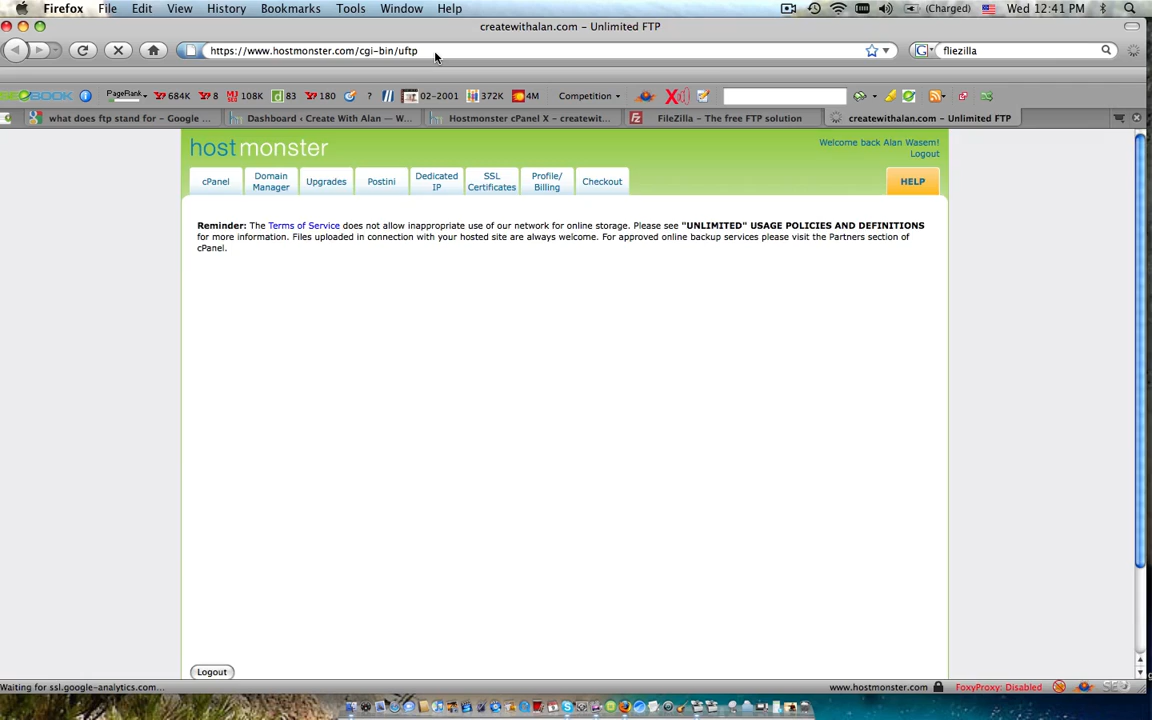 Firefox File Edit View History Bookmarks Tools Window Help (Charged) Wed 12:41 PM
createwithalan.com – Unlimited FTP
https://www.hostmonster.com/cgi-bin/uftp fliezilla
PageRank 684K 8 108K 83 180 ? 02-2001 372K 4M Competition
what does ftp stand for – Google ... Dashboard ‹ Create With Alan — W... Hostmonster cPanel X – createwit... FileZilla – The free FTP solution createwithalan.com – Unlimited FTP
hostmonster
Welcome back Alan Wasem!
Logout
cPanel Domain Manager Upgrades Postini Dedicated IP SSL Certificates Profile/ Billing Checkout HELP
Reminder: The Terms of Service does not allow inappropriate use of our network for online storage. Please see "UNLIMITED" USAGE POLICIES AND DEFINITIONS
for more information. Files uploaded in connection with your hosted site are always welcome. For approved online backup services please visit the Partners section of
cPanel.
Logout
Waiting for ssl.google-analytics.com... www.hostmonster.com FoxyProxy: Disabled